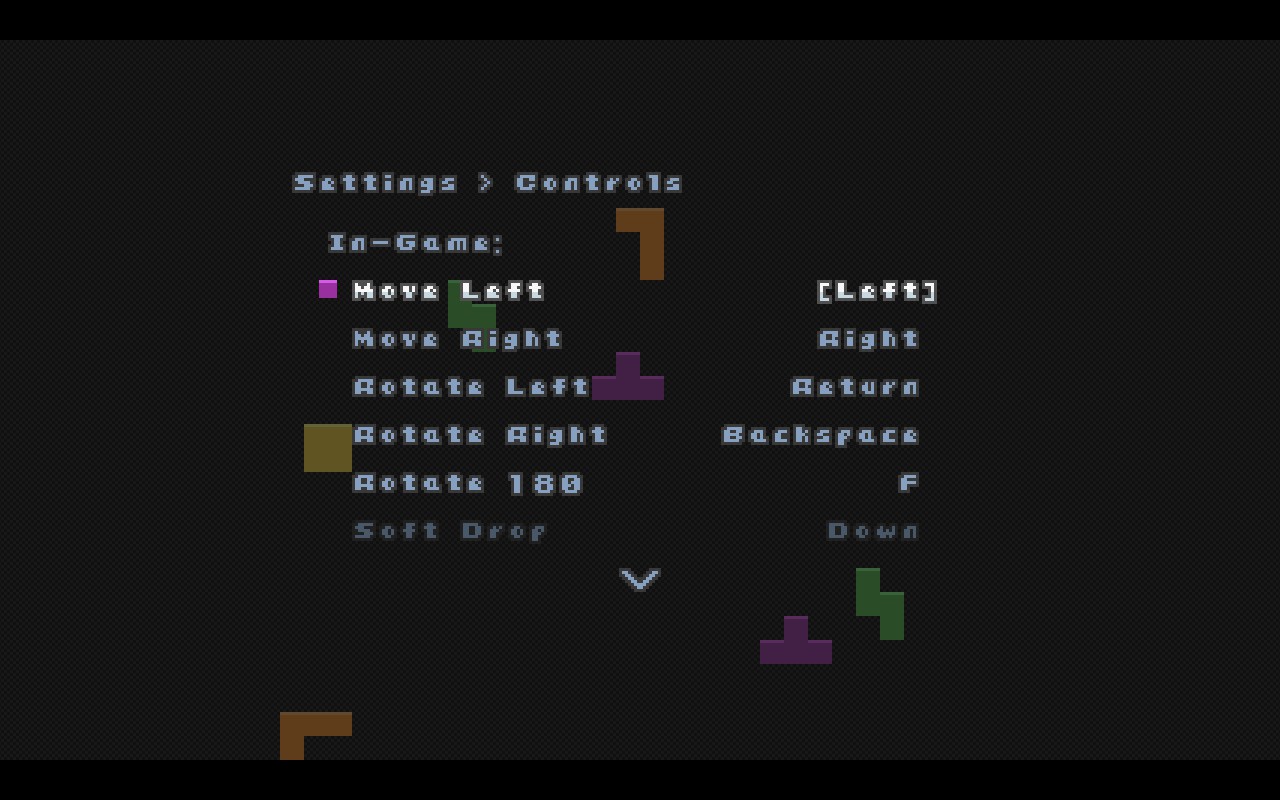 Settings > Controls
In-Game:
Move Left [Left]
Move Right Right
Rotate Left Return
Rotate Right Backspace
Rotate 180 F
Soft Drop Down